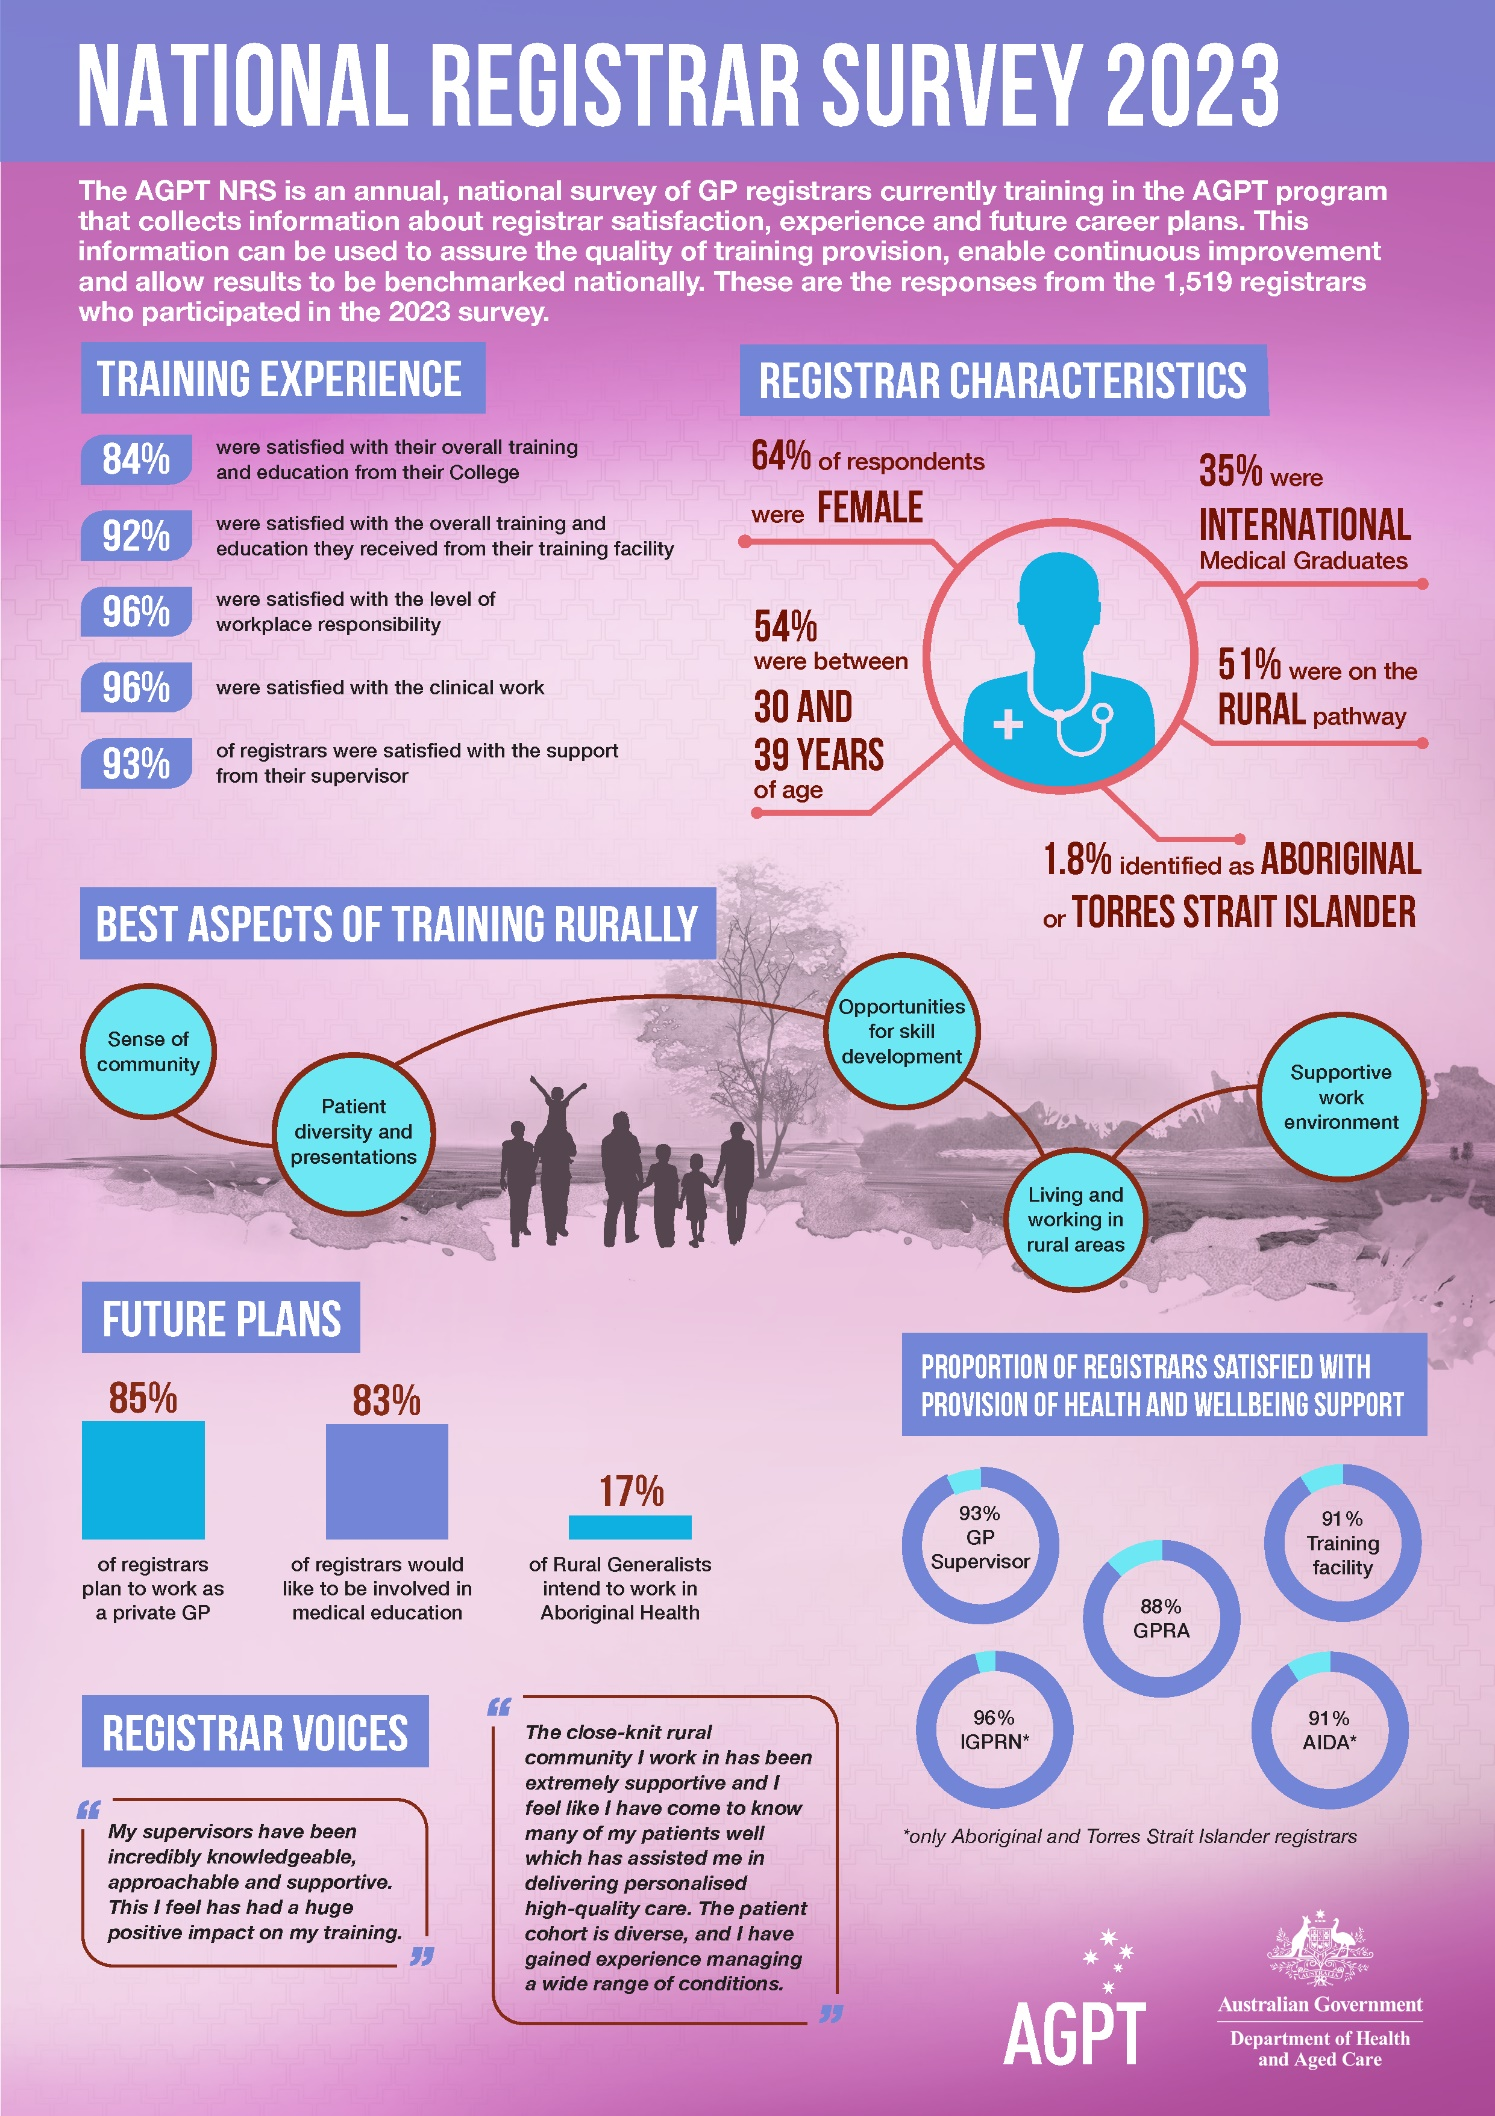 NATIONAL REGISTRAR SURVEY 2023
The AGPT NRS is an annual, national survey of GP registrars currently training in the AGPT program
that collects information about registrar satisfaction, experience and future career plans. This
information can be used to assure the quality of training provision, enable continuous improvement
and allow results to be benchmarked nationally. These are the responses from the 1,519 registrars
who participated in the 2023 survey.
TRAINING EXPERIENCE
84%
were satisfied with their overall training
and education from their College
92%
were satisfied with the overall training and
education they received from their training facility
96%
were satisfied with the level of
workplace responsibility
96%
were satisfied with the clinical work
93%
of registrars were satisfied with the support
from their supervisor
REGISTRAR CHARACTERISTICS
64% of respondents
were FEMALE
54%
were between
30 AND
39 YEARS
of age
35% were
INTERNATIONAL
Medical Graduates
51% were on the
RURAL pathway
1.8% identified as ABORIGINAL
or TORRES STRAIT ISLANDER
BEST ASPECTS OF TRAINING RURALLY
Sense of
community
Patient
diversity and
presentations
Opportunities
for skill
development
Living and
working in
rural areas
Supportive
work
environment
FUTURE PLANS
85%
of registrars
plan to work as
a private GP
83%
of registrars would
like to be involved in
medical education
17%
of Rural Generalists
intend to work in
Aboriginal Health
PROPORTION OF REGISTRARS SATISFIED WITH
PROVISION OF HEALTH AND WELLBEING SUPPORT
93%
GP
Supervisor
91%
Training
facility
88%
GPRA
96%
IGPRN*
91%
AIDA*
*only Aboriginal and Torres Strait Islander registrars
REGISTRAR VOICES
“
My supervisors have been
incredibly knowledgeable,
approachable and supportive.
This I feel has had a huge
positive impact on my training.
”
“
The close-knit rural
community I work in has been
extremely supportive and I
feel like I have come to know
many of my patients well
which has assisted me in
delivering personalised
high-quality care. The patient
cohort is diverse, and I have
gained experience managing
a wide range of conditions.
”
AGPT
Australian Government
Department of Health
and Aged Care